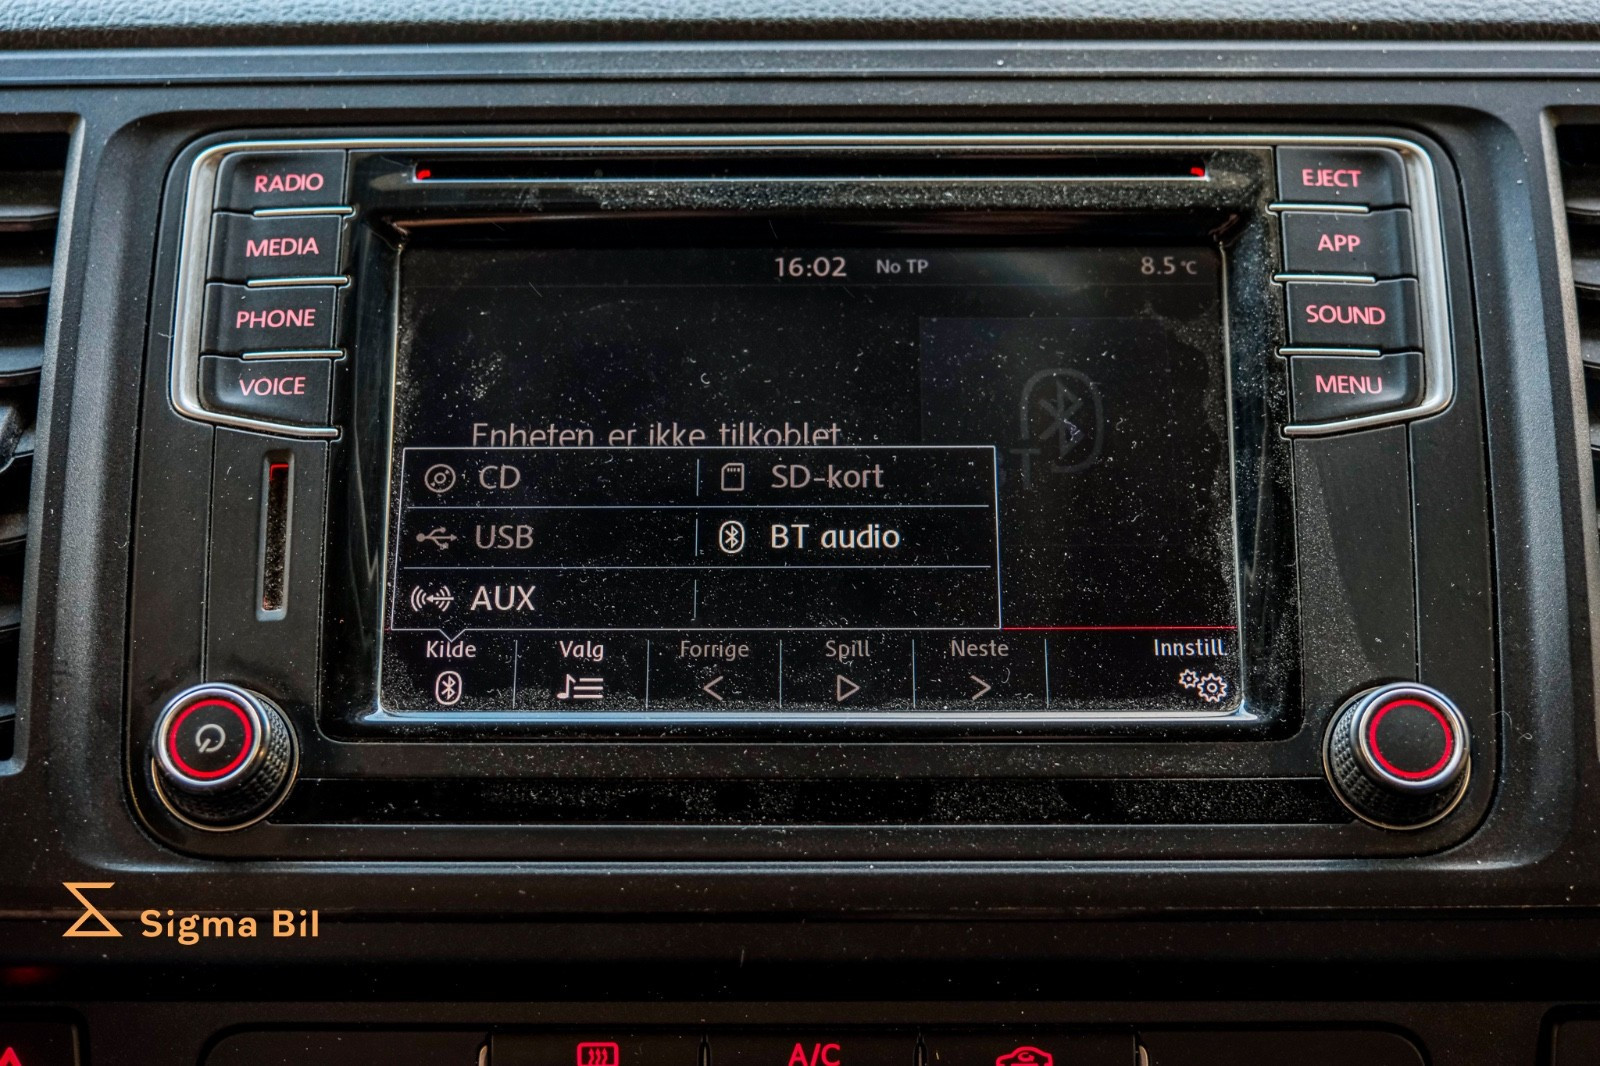 RADIO
MEDIA
PHONE
VOICE
EJECT
APP
SOUND
MENU
16:02 No TP 8.5 °C
Enheten er ikke tilkoblet
CD SD-kort
USB BT audio
AUX
Kilde Valg Forrige Spill Neste Innstill.
Sigma Bil
A/C